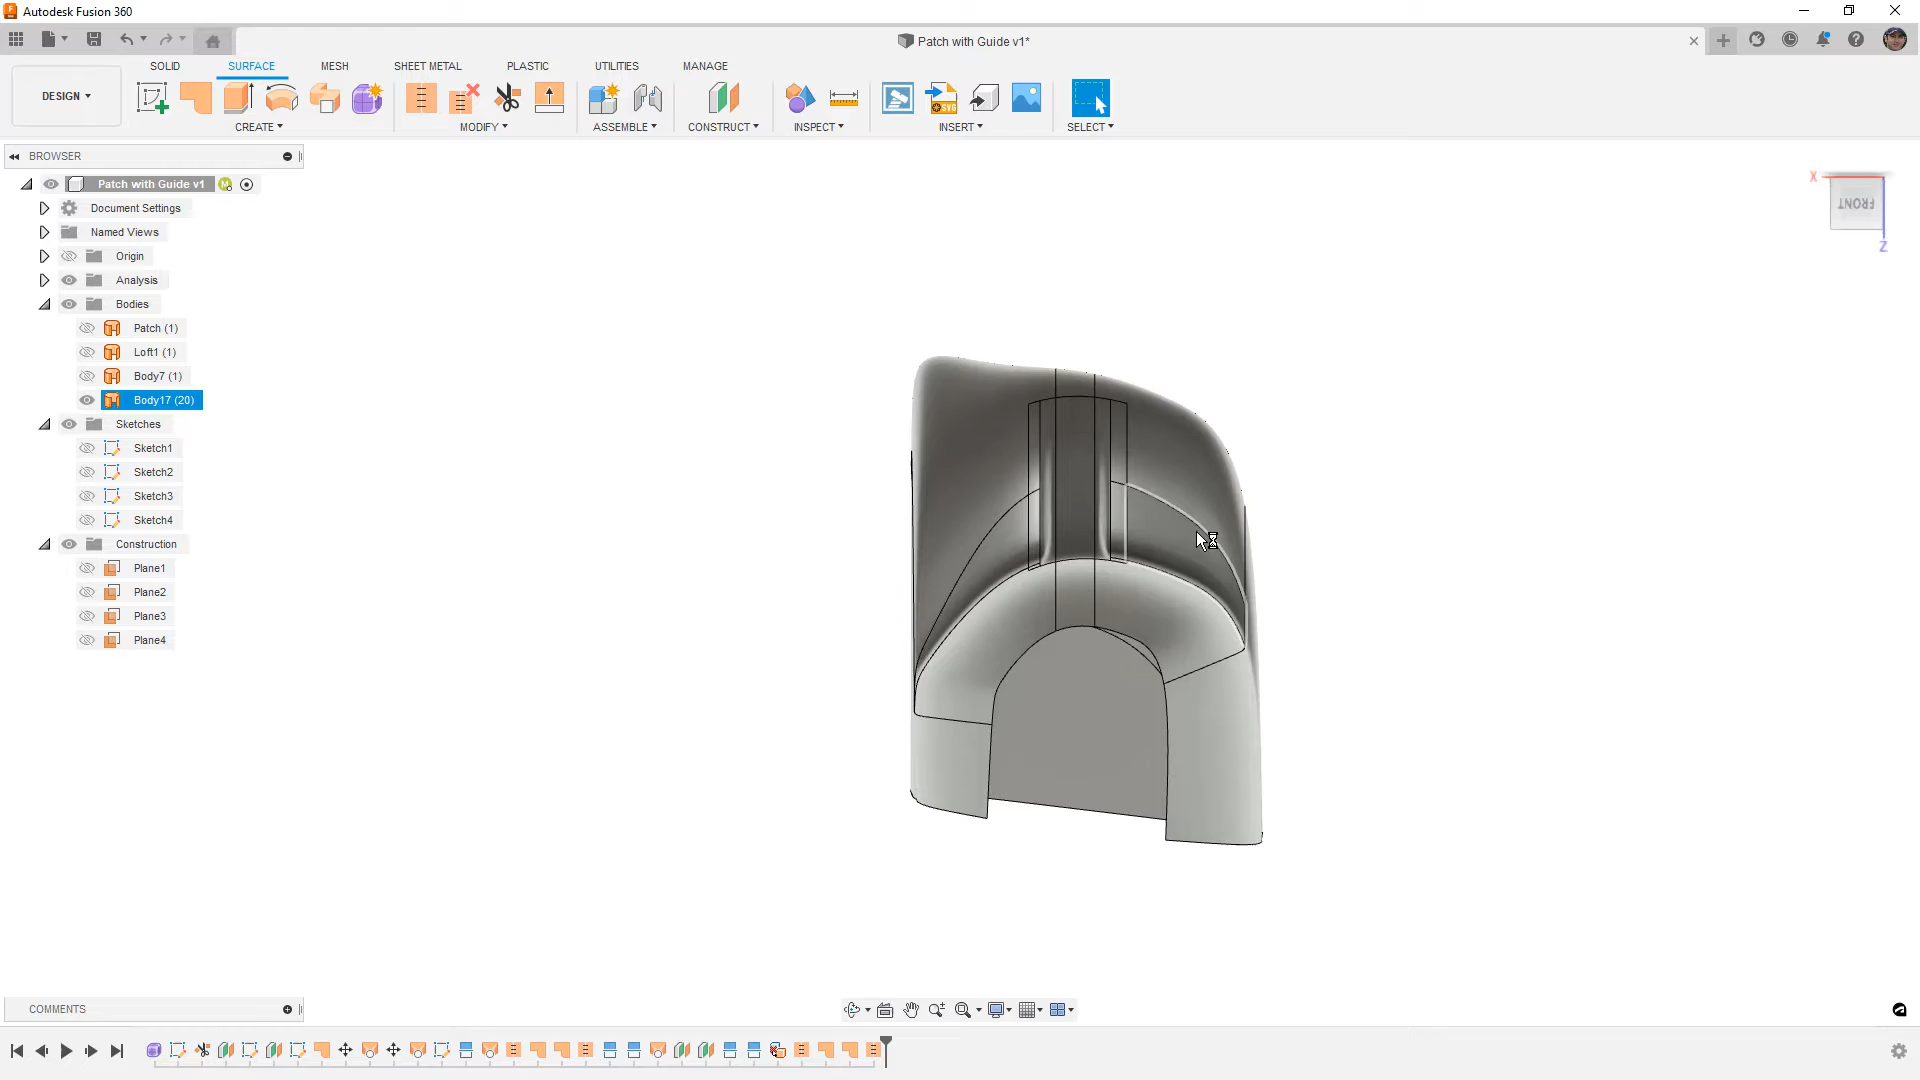 Autodesk Fusion 360
Patch with Guide v1*
DESIGN
SOLID SURFACE MESH SHEET METAL PLASTIC UTILITIES MANAGE
CREATE MODIFY ASSEMBLE CONSTRUCT INSPECT INSERT SELECT
BROWSER
Patch with Guide v1
Document Settings
Named Views
Origin
Analysis
Bodies
Patch (1)
Loft1 (1)
Body7 (1)
Body17 (20)
Sketches
Sketch1
Sketch2
Sketch3
Sketch4
Construction
Plane1
Plane2
Plane3
Plane4
X
FRONT
Z
COMMENTS